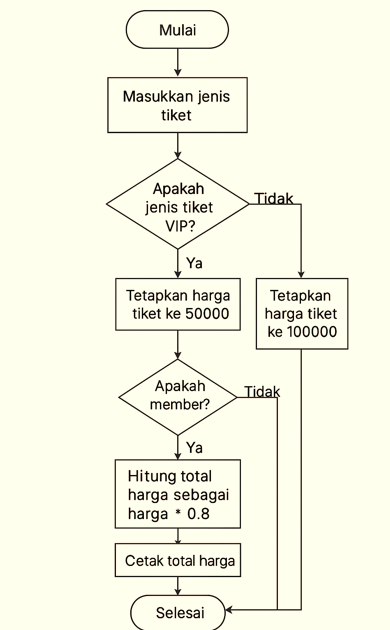 Mulai
Masukkan jenis
tiket
Apakah
jenis tiket
VIP?
Tidak
Ya
Tetapkan harga
tiket ke 50000
Tetapkan
harga tiket
ke 100000
Apakah
member?
Tidak
Ya
Hitung total
harga sebagai
harga * 0.8
Cetak total harga
Selesai